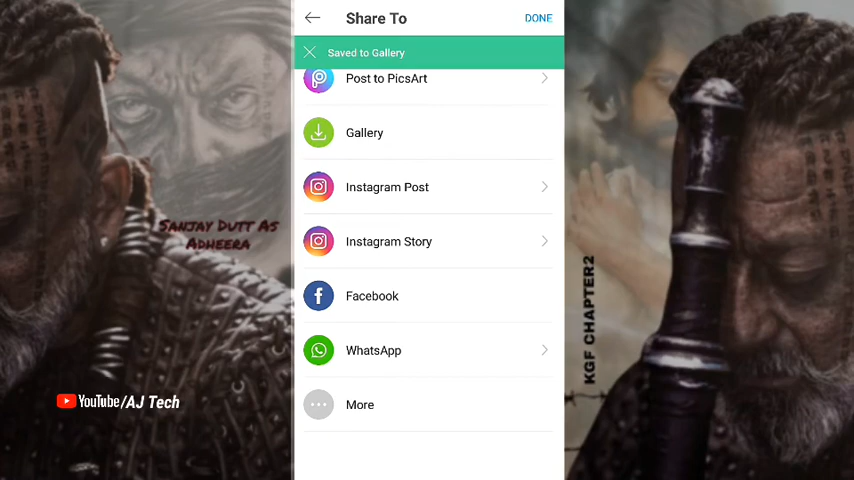 Share To
DONE
Saved to Gallery
Post to PicsArt
Gallery
Instagram Post
Instagram Story
Facebook
WhatsApp
More
SANJAY DUTT AS
ADHEERA
YouTube/AJ Tech
KGF CHAPTER2